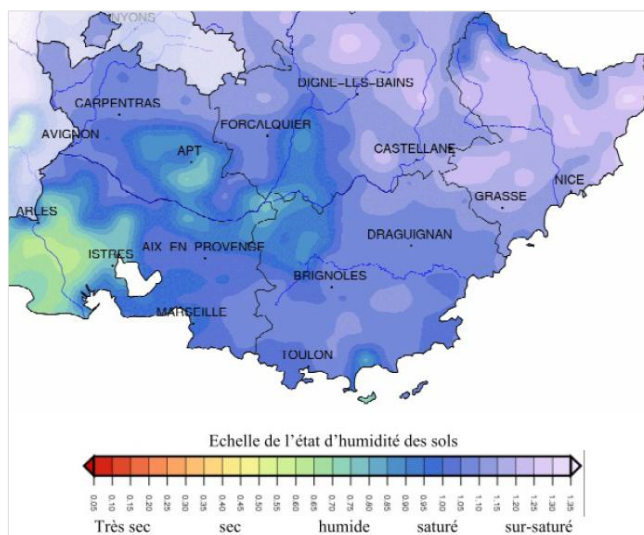 NYONS
CARPENTRAS
DIGNE-LES-BAINS
FORCALQUIER
AVIGNON
APT
CASTELLANE
NICE
GRASSE
ARLES
DRAGUIGNAN
AIX EN PROVENCE
ISTRES
BRIGNOLES
MARSEILLE
TOULON
Echelle de l'état d'humidité des sols
0.05 0.10 0.15 0.20 0.25 0.30 0.35 0.40 0.45 0.50 0.55 0.60 0.65 0.70 0.75 0.80 0.85 0.90 0.95 1.00 1.05 1.10 1.15 1.20 1.25 1.30 1.35
Très sec sec humide saturé sur-saturé